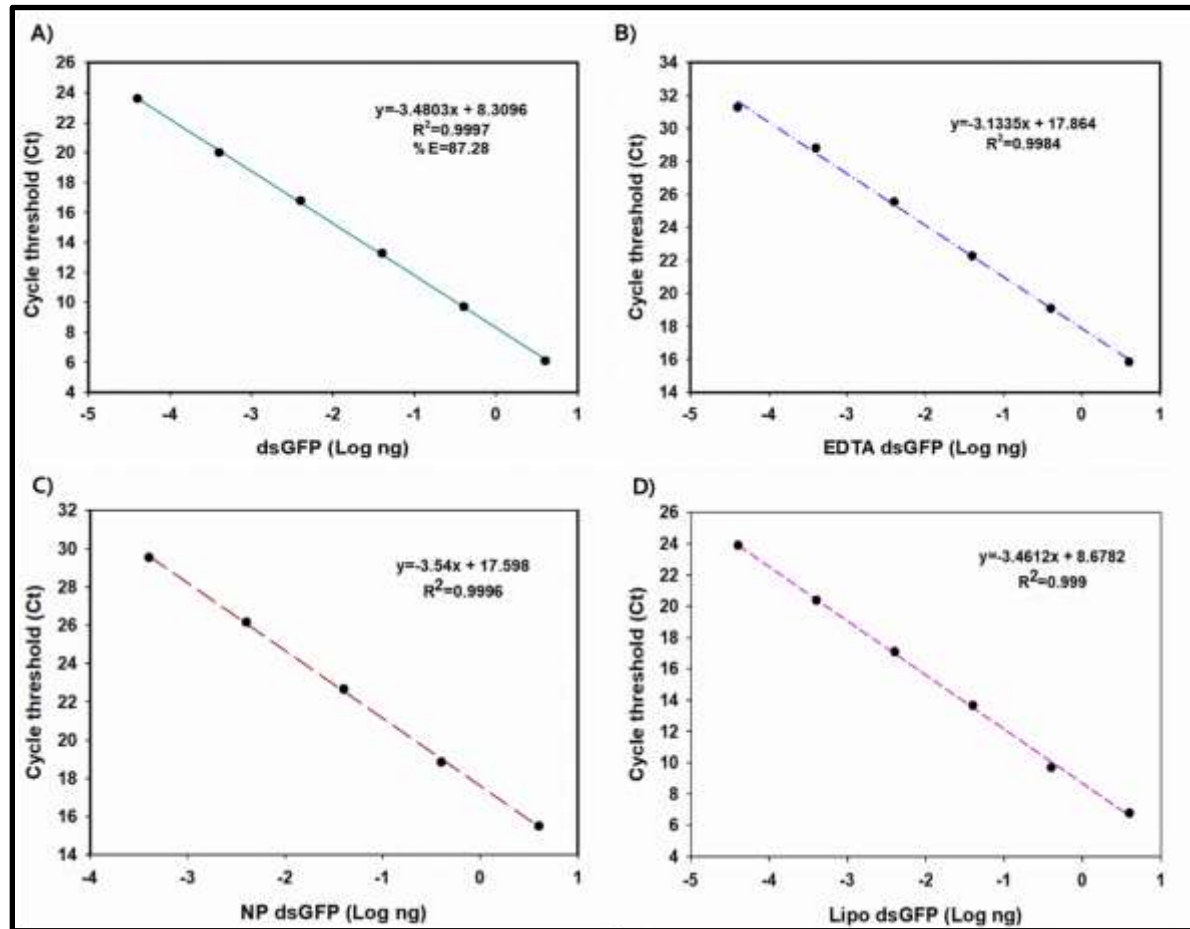 A)
26
24
22
20
18
16
14
12
10
8
6
4
-5 -4 -3 -2 -1 0 1
Cycle threshold (Ct)
y=-3.4803x + 8.3096
R²=0.9997
% E=87.28
dsGFP (Log ng)
B)
34
32
30
28
26
24
22
20
18
16
14
-5 -4 -3 -2 -1 0 1
Cycle threshold (Ct)
y=-3.1335x + 17.864
R²=0.9984
EDTA dsGFP (Log ng)
C)
32
30
28
26
24
22
20
18
16
14
-4 -3 -2 -1 0 1
Cycle threshold (Ct)
y=-3.54x + 17.598
R²=0.9996
NP dsGFP (Log ng)
D)
26
24
22
20
18
16
14
12
10
8
6
4
-5 -4 -3 -2 -1 0 1
Cycle threshold (Ct)
y=-3.4612x + 8.6782
R²=0.999
Lipo dsGFP (Log ng)